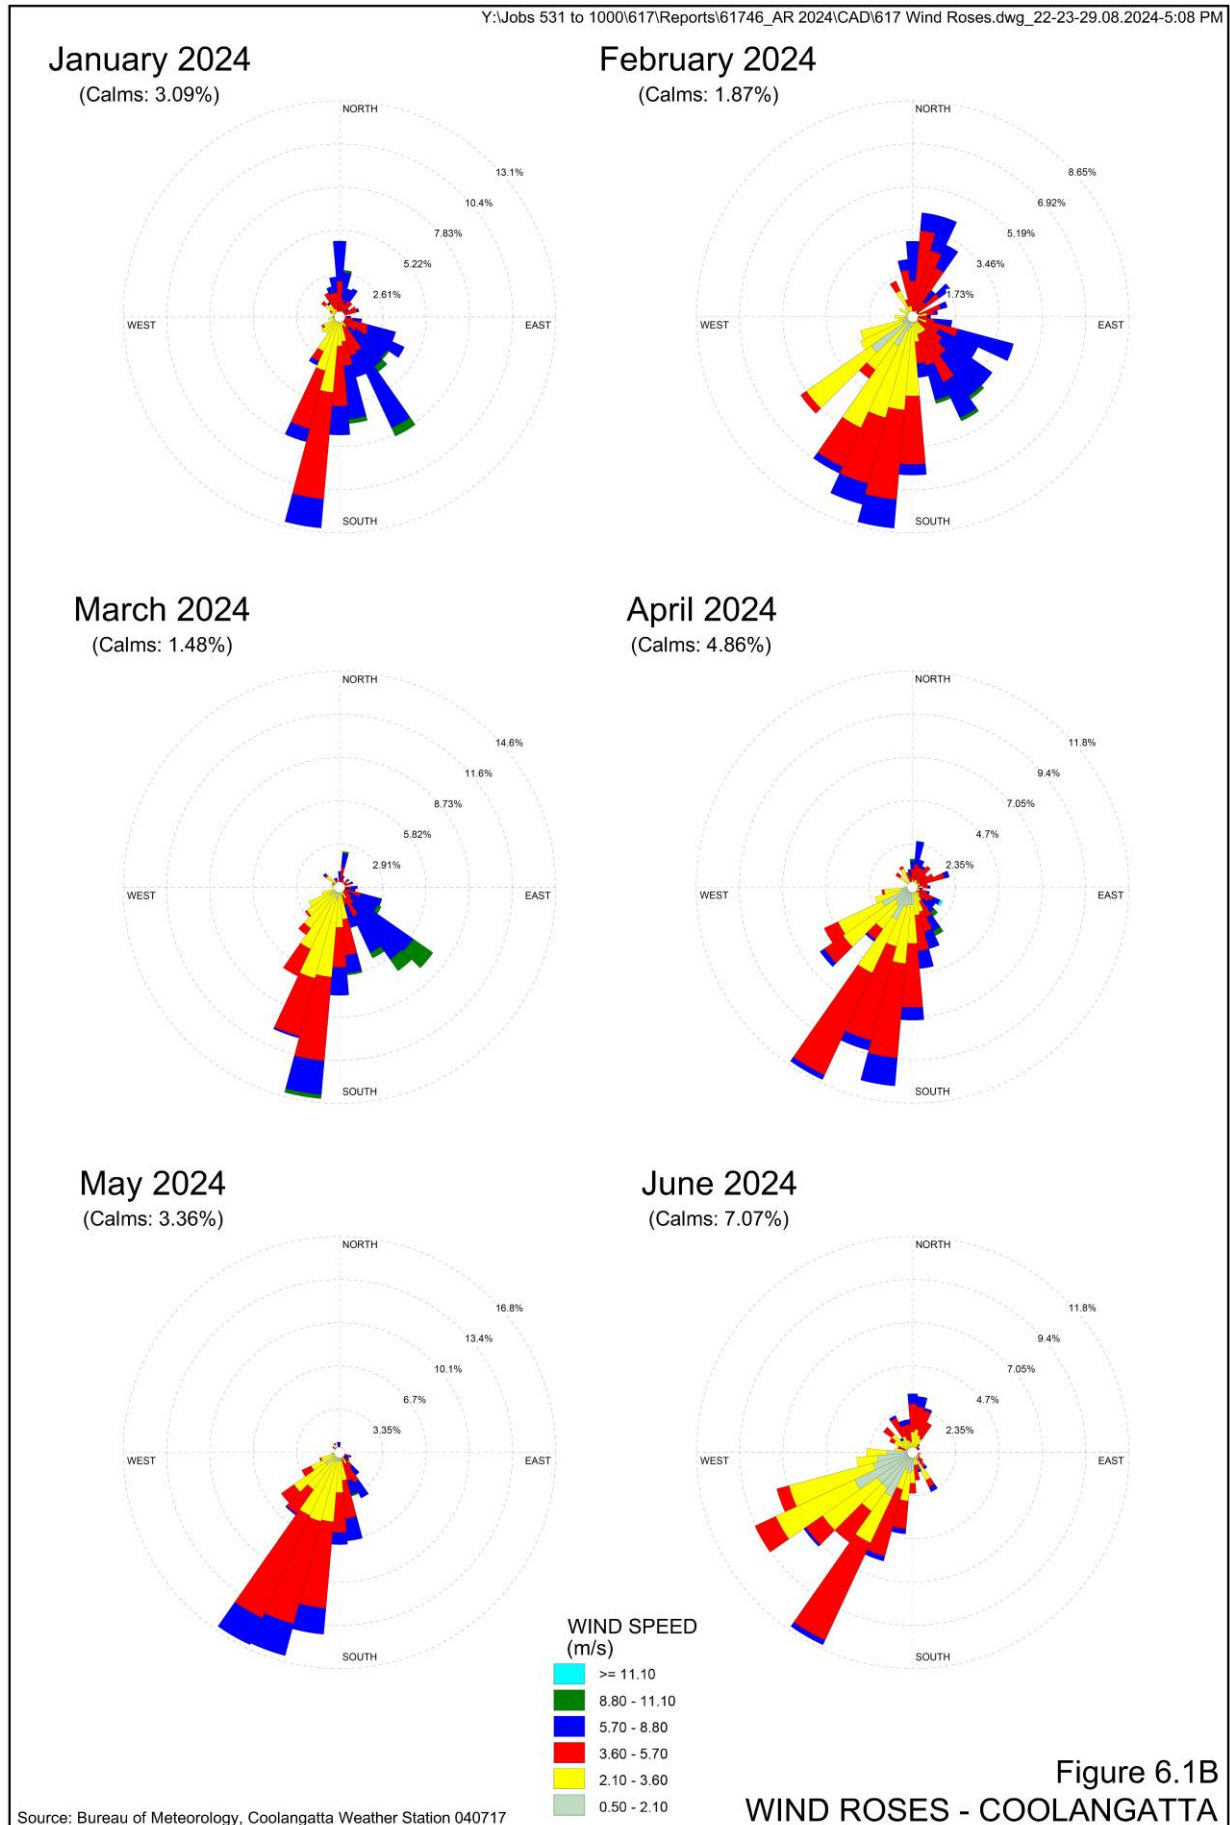 Y:\Jobs 531 to 1000\617\Reports\61746_AR 2024\CAD\617 Wind Roses.dwg_22-23-29.08.2024-5:08 PM
January 2024
(Calms: 3.09%)
NORTH
13.1%
10.4%
7.83%
5.22%
2.61%
WEST
EAST
SOUTH
February 2024
(Calms: 1.87%)
NORTH
8.65%
6.92%
5.19%
3.46%
1.73%
WEST
EAST
SOUTH
March 2024
(Calms: 1.48%)
NORTH
14.6%
11.6%
8.73%
5.82%
2.91%
WEST
EAST
SOUTH
April 2024
(Calms: 4.86%)
NORTH
11.8%
9.4%
7.05%
4.7%
2.35%
WEST
EAST
SOUTH
May 2024
(Calms: 3.36%)
NORTH
16.8%
13.4%
10.1%
6.7%
3.35%
WEST
EAST
SOUTH
June 2024
(Calms: 7.07%)
NORTH
11.8%
9.4%
7.05%
4.7%
2.35%
WEST
EAST
SOUTH
WIND SPEED
(m/s)
>= 11.10
8.80 - 11.10
5.70 - 8.80
3.60 - 5.70
2.10 - 3.60
0.50 - 2.10
Source: Bureau of Meteorology, Coolangatta Weather Station 040717
Figure 6.1B
WIND ROSES - COOLANGATTA